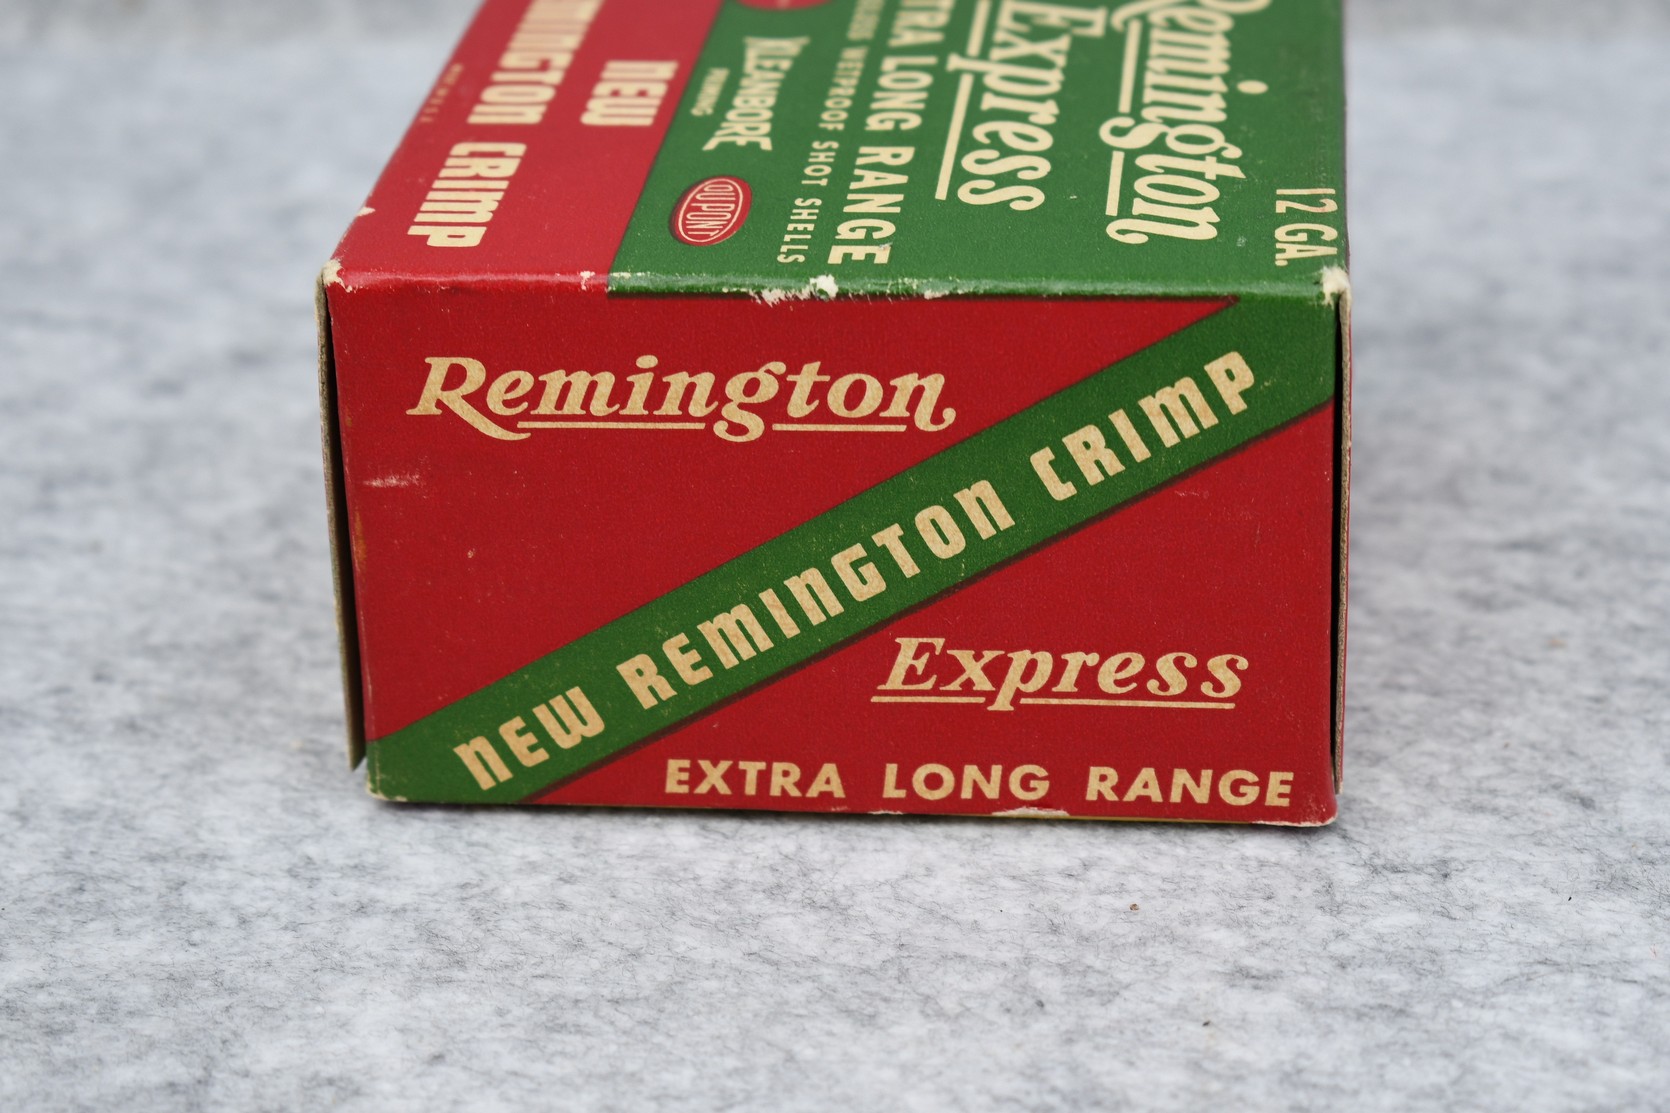 NEW
REMINGTON CRIMP
Remington
Express
EXTRA LONG RANGE
WETPROOF SHOT SHELLS
KLEANBORE
PRIMING
DUPONT
12 GA.
Remington
NEW REMINGTON CRIMP
Express
EXTRA LONG RANGE